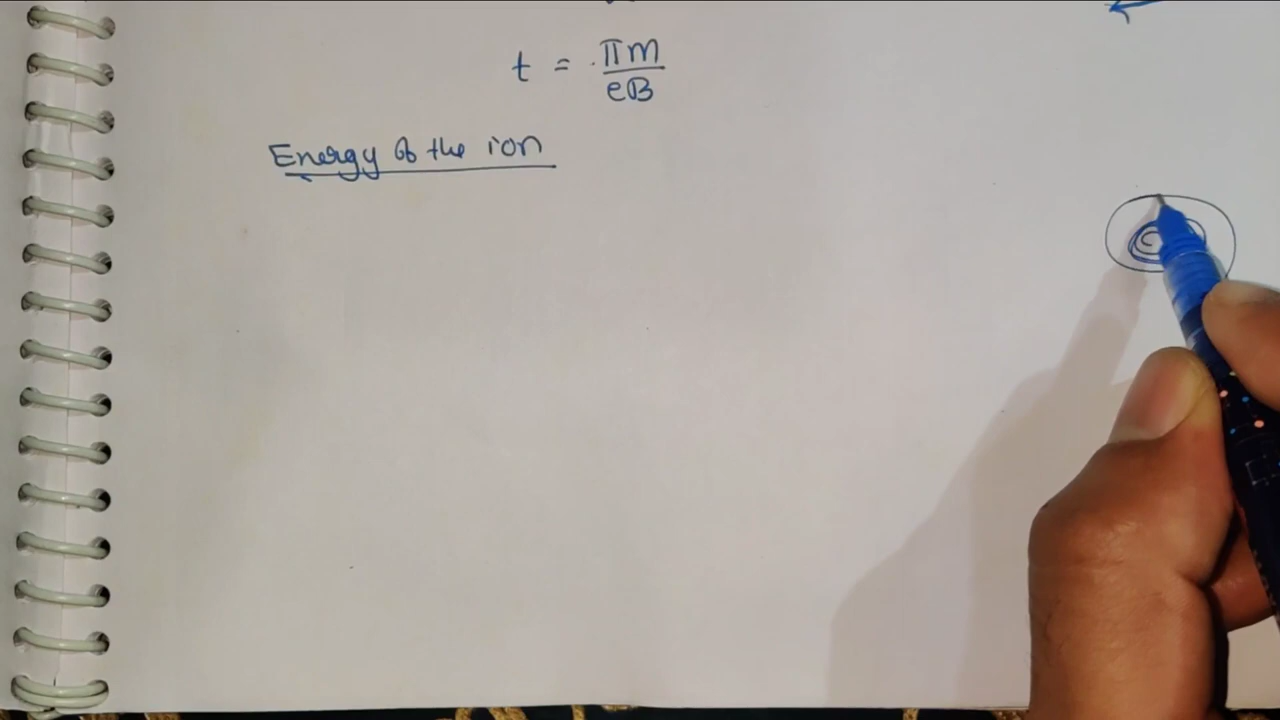 t = πm / eB
Energy of the ion